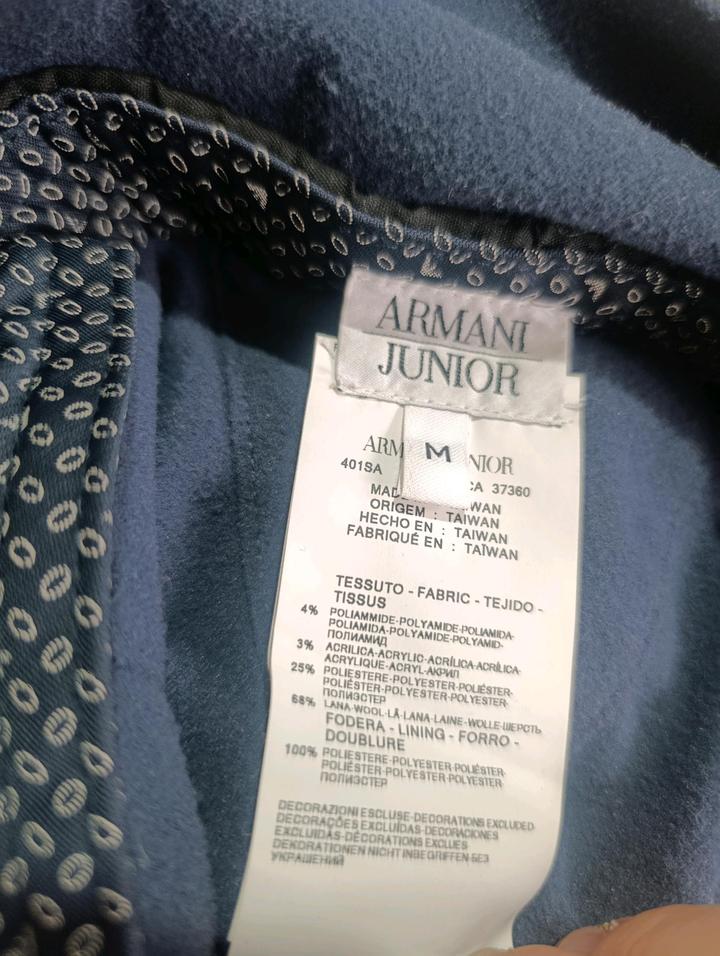 ARMANI
JUNIOR
M
ARM NIOR
401SA CA 37360
MAD WAN
ORIGEM : TAIWAN
HECHO EN : TAIWAN
FABRIQUÉ EN : TAÏWAN
TESSUTO - FABRIC - TEJIDO -
TISSUS
4% POLIAMMIDE-POLYAMIDE-POLIAMIDA-
POLIAMIDA-POLYAMIDE-POLYAMID-
ПОЛИАМИД
3% ACRILICA-ACRYLIC-ACRÍLICA-ACRÍLICA-
ACRYLIQUE-ACRYL-АКРИЛ
25% POLIESTERE-POLYESTER-POLIÉSTER-
POLIÉSTER-POLYESTER-POLYESTER-
ПОЛИЭСТЕР
68% LANA-WOOL-LÃ-LANA-LAINE-WOLLE-ШЕРСТЬ
FODERA - LINING - FORRO -
DOUBLURE
100% POLIESTERE-POLYESTER-POLIÉSTER-
POLIÉSTER-POLYESTER-POLYESTER-
ПОЛИЭСТЕР
DECORAZIONI ESCLUSE-DECORATIONS EXCLUDED
DECORAÇÕES EXCLUÍDAS-DECORACIONES
EXCLUIDAS-DÉCORATIONS EXCLUES
DEKORATIONEN NICHT INBEGRIFFEN-БЕЗ
УКРАШЕНИЙ